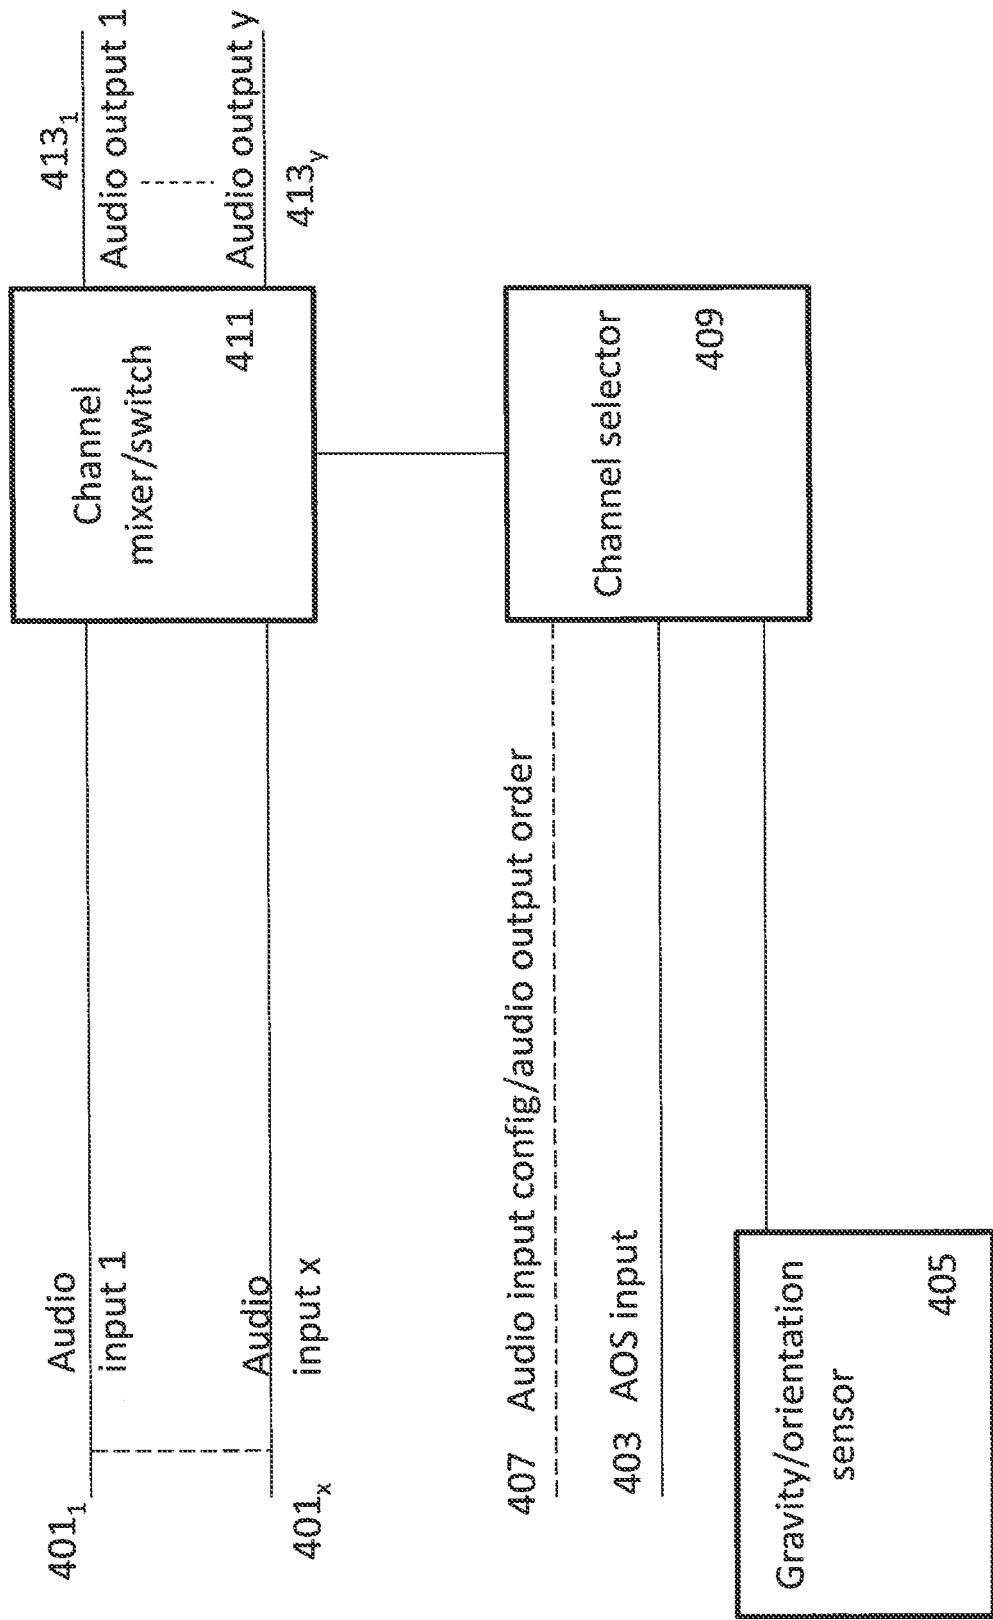 401₁
Audio
input 1
401ₓ
Audio
input x
Channel
mixer/switch
411
413₁
Audio output 1
Audio output y
413ᵧ
407 Audio input config/audio output order
403 AOS input
Channel selector
409
Gravity/orientation
sensor
405